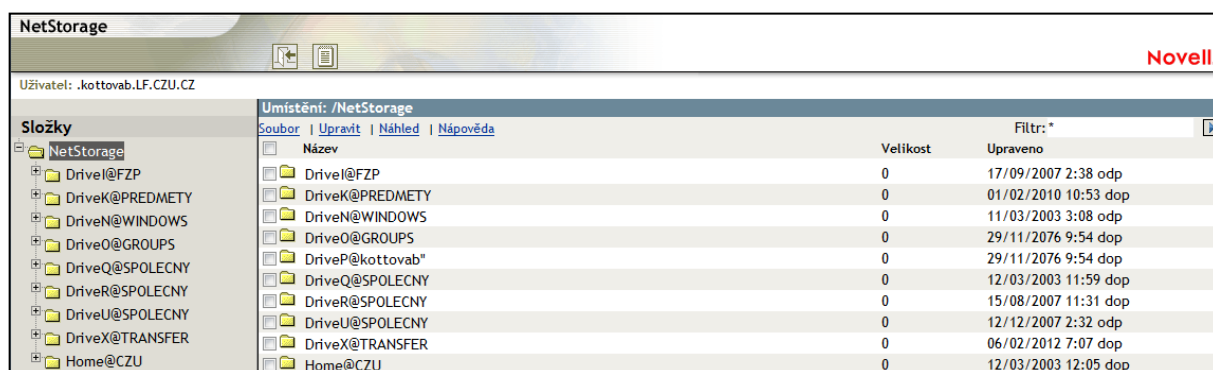 NetStorage
Novell.
Uživatel: .kottovab.LF.CZU.CZ
Složky
NetStorage
DriveI@FZP
DriveK@PREDMETY
DriveN@WINDOWS
DriveO@GROUPS
DriveQ@SPOLECNY
DriveR@SPOLECNY
DriveU@SPOLECNY
DriveX@TRANSFER
Home@CZU
Umístění: /NetStorage
Soubor | Upravit | Náhled | Nápověda Filtr: *
Název Velikost Upraveno
DriveI@FZP 0 17/09/2007 2:38 odp
DriveK@PREDMETY 0 01/02/2010 10:53 dop
DriveN@WINDOWS 0 11/03/2003 3:08 odp
DriveO@GROUPS 0 29/11/2076 9:54 dop
DriveP@kottovab" 0 29/11/2076 9:54 dop
DriveQ@SPOLECNY 0 12/03/2003 11:59 dop
DriveR@SPOLECNY 0 15/08/2007 11:31 dop
DriveU@SPOLECNY 0 12/12/2007 2:32 odp
DriveX@TRANSFER 0 06/02/2012 7:07 dop
Home@CZU 0 12/03/2003 12:05 dop